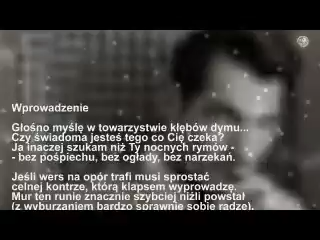 Wprowadzenie
Głośno myślę w towarzystwie kłębów dymu...
Czy świadoma jesteś tego co Cię czeka?
Ja inaczej szukam niż Ty nocnych rymów -
- bez pośpiechu, bez ogłady, bez narzekań.
Jeśli wers na opór trafi musi sprostać
celnej kontrze, którą klapsem wyprowadzę.
Mur ten runie znacznie szybciej niźli powstał
(z wyburzaniem bardzo sprawnie sobie radzę).